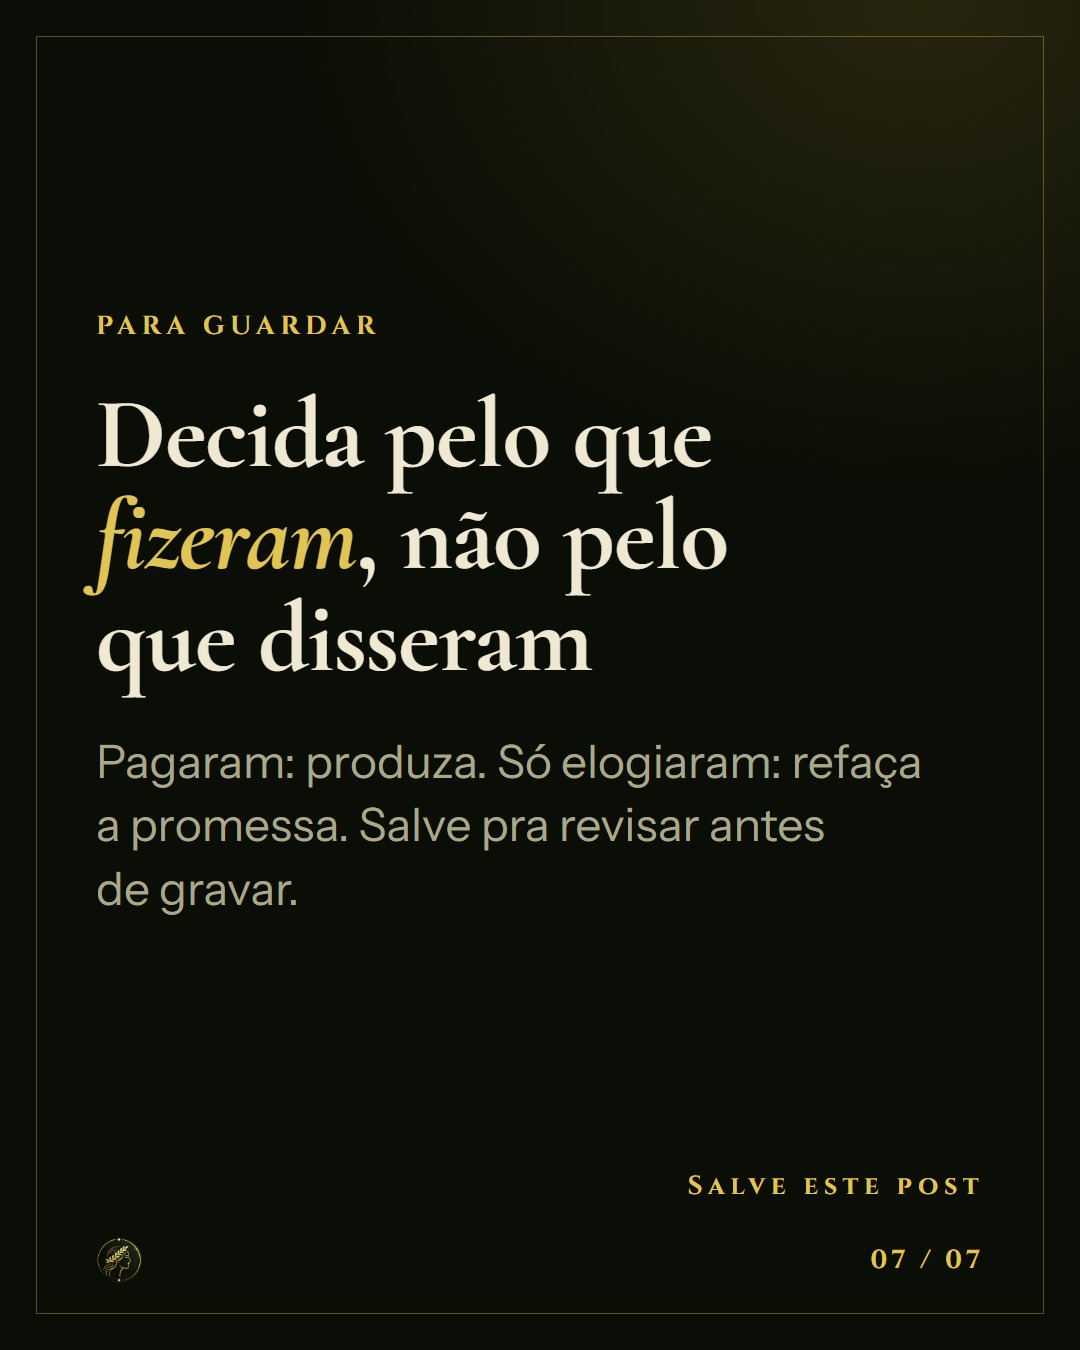 PARA GUARDAR
Decida pelo que
fizeram, não pelo
que disseram
Pagaram: produza. Só elogiaram: refaça
a promessa. Salve pra revisar antes
de gravar.
SALVE ESTE POST
07 / 07